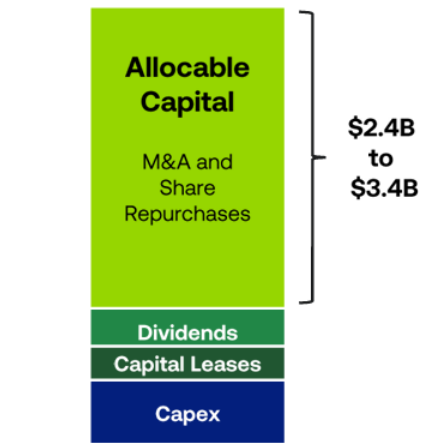 Allocable
Capital
M&A and
Share
Repurchases
$2.4B
to
$3.4B
Dividends
Capital Leases
Capex